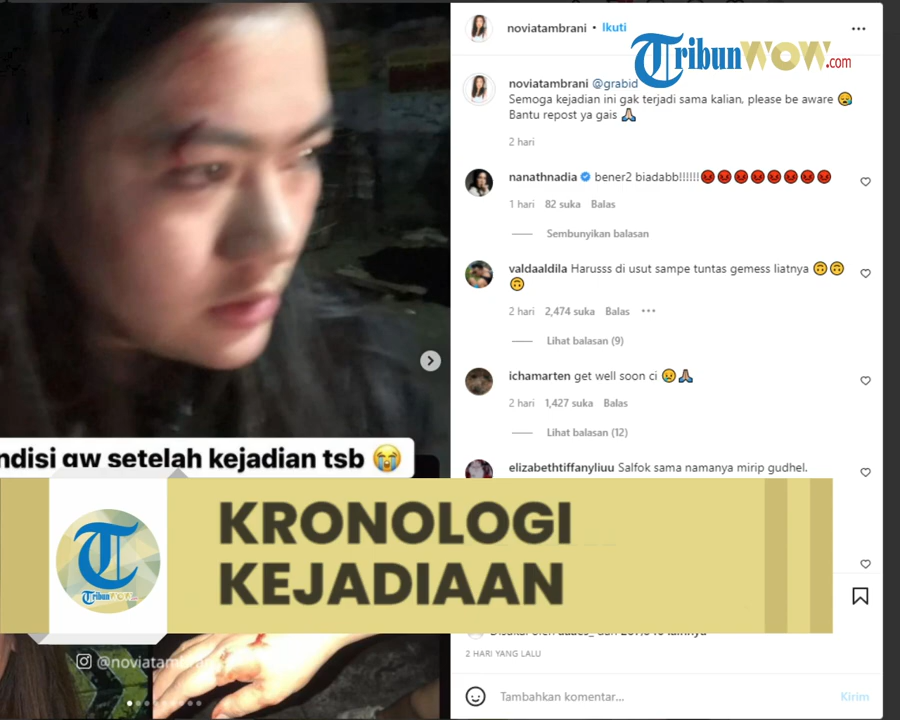 noviatambrani • Ikuti
TribunWOW.com
noviatambrani @grabid
Semoga kejadian ini gak terjadi sama kalian, please be aware 😪
Bantu repost ya gais 🙏🏻
2 hari
nanathnadia bener2 biadabb!!!!!!😡😡😡😡😡😡😡😡
1 hari 82 suka Balas
Sembunyikan balasan
valdaaldila Harusss di usut sampe tuntas gemess liatnya 🙃🙃
🙃
2 hari 2,474 suka Balas •••
Lihat balasan (9)
ichamarten get well soon ci 😢🙏🏽
2 hari 1,427 suka Balas
Lihat balasan (12)
elizabethtiffanyliuu Salfok sama namanya mirip gudhel.
ndisi gw setelah kejadian tsb 😭
KRONOLOGI
KEJADIAAN
TribunWOW.com
@noviatambrani
2 HARI YANG LALU
Tambahkan komentar...
Kirim